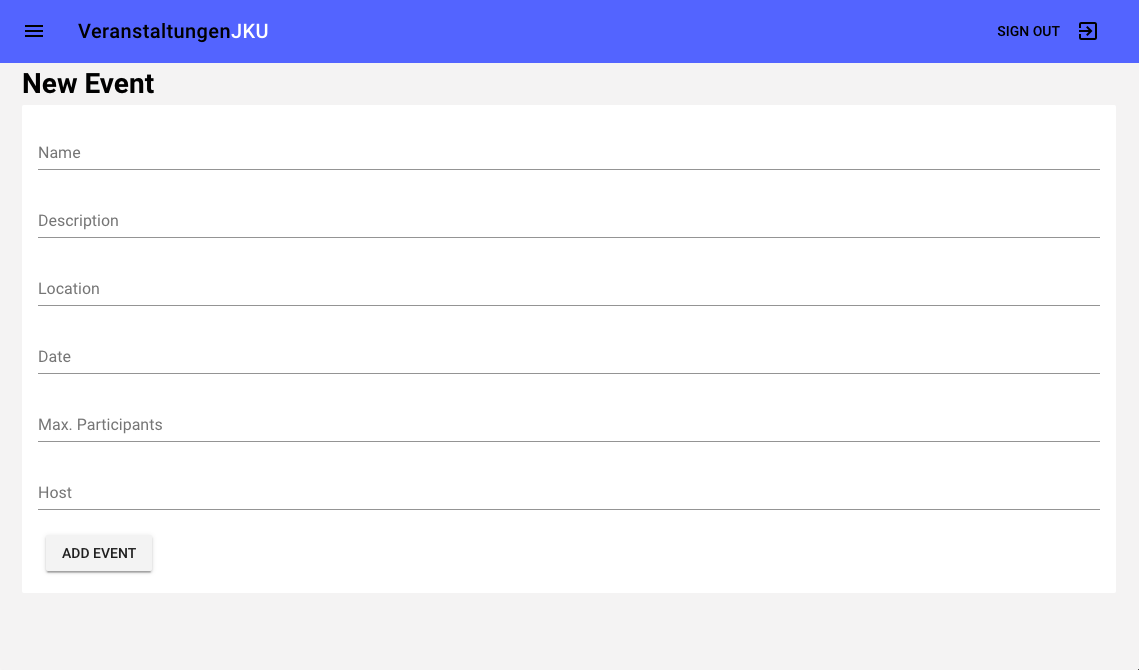 VeranstaltungenJKU SIGN OUT
New Event
Name
Description
Location
Date
Max. Participants
Host
ADD EVENT